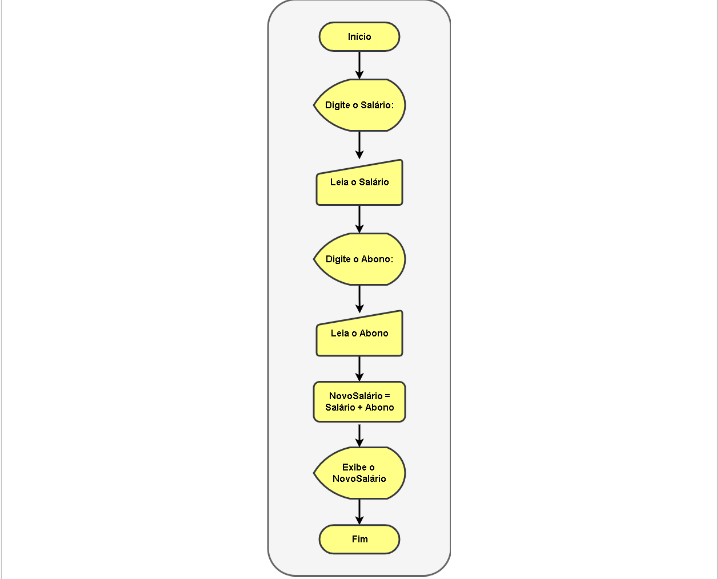 Início
Digite o Salário:
Leia o Salário
Digite o Abono:
Leia o Abono
NovoSalário =
Salário + Abono
Exibe o
NovoSalário
Fim